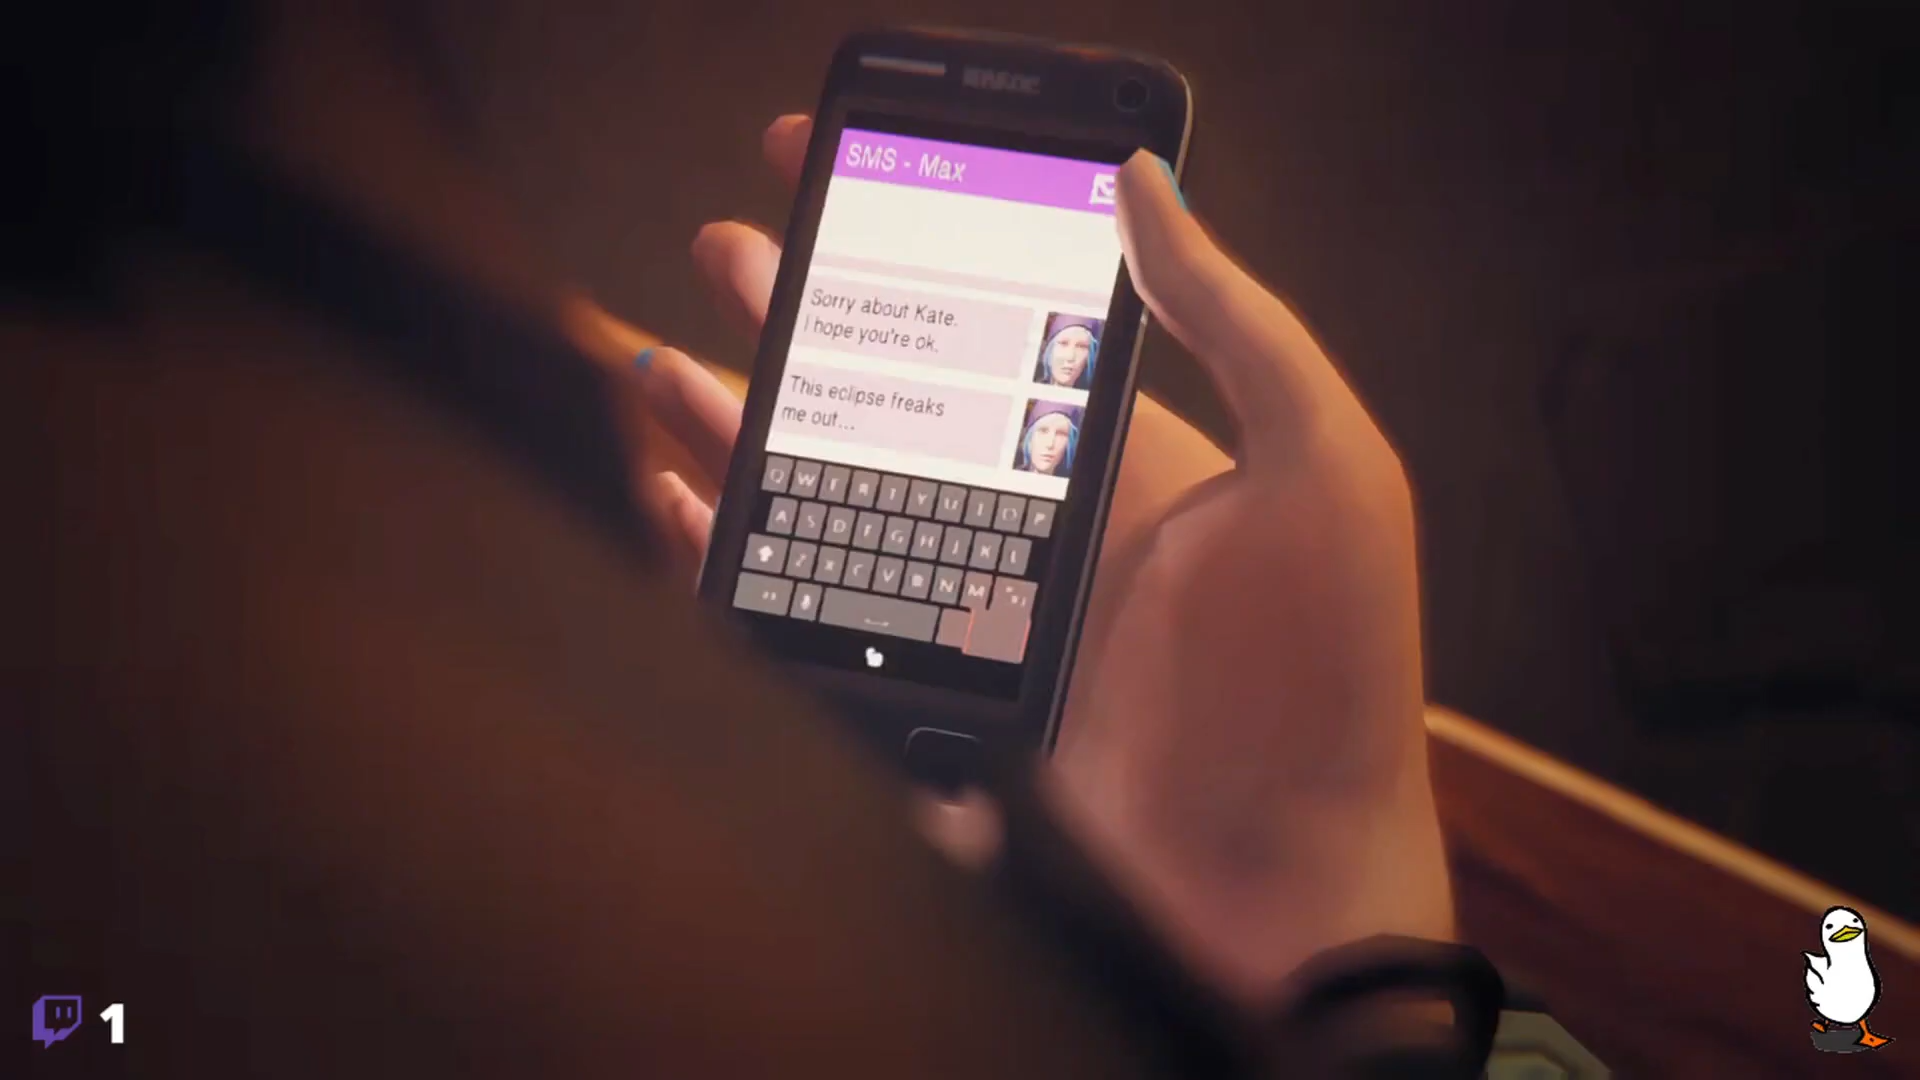 SMS - Max
Sorry about Kate.
I hope you're ok.
This eclipse freaks
me out...
Q W E R T Y U I O P
A S D F G H J K L
Z X C V B N M
1